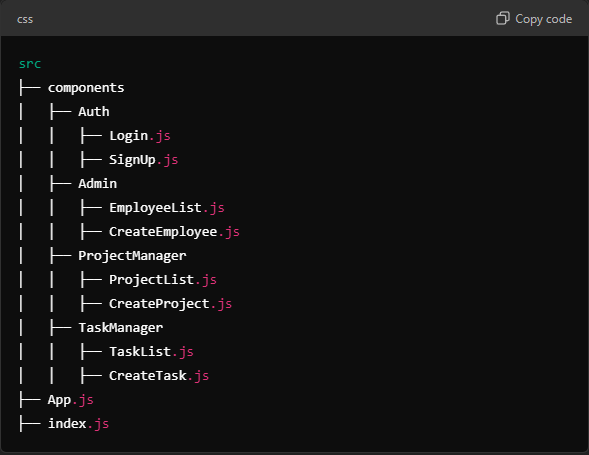 css Copy code
src
├── components
│   ├── Auth
│   │   ├── Login.js
│   │   ├── SignUp.js
│   ├── Admin
│   │   ├── EmployeeList.js
│   │   ├── CreateEmployee.js
│   ├── ProjectManager
│   │   ├── ProjectList.js
│   │   ├── CreateProject.js
│   ├── TaskManager
│   │   ├── TaskList.js
│   │   ├── CreateTask.js
├── App.js
├── index.js